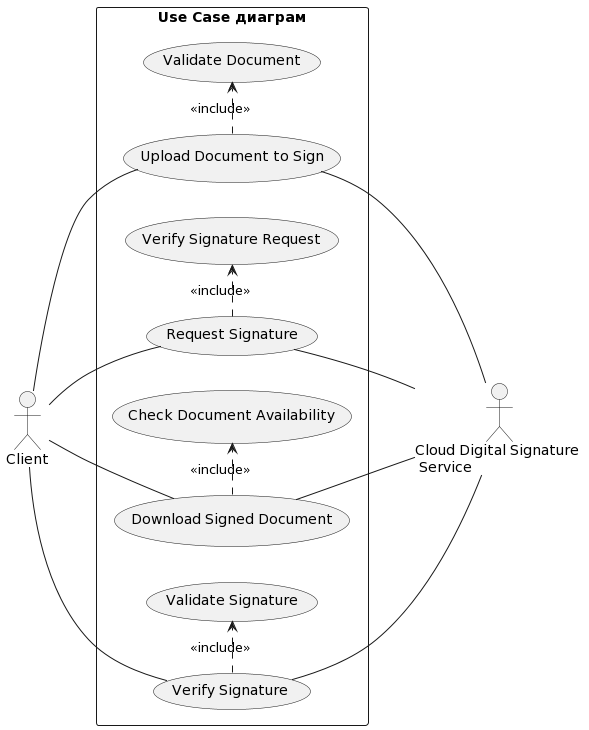 Use Case диаграм
Validate Document
«include»
Upload Document to Sign
Verify Signature Request
«include»
Request Signature
Check Document Availability
«include»
Download Signed Document
Validate Signature
«include»
Verify Signature
Client
Cloud Digital Signature
Service